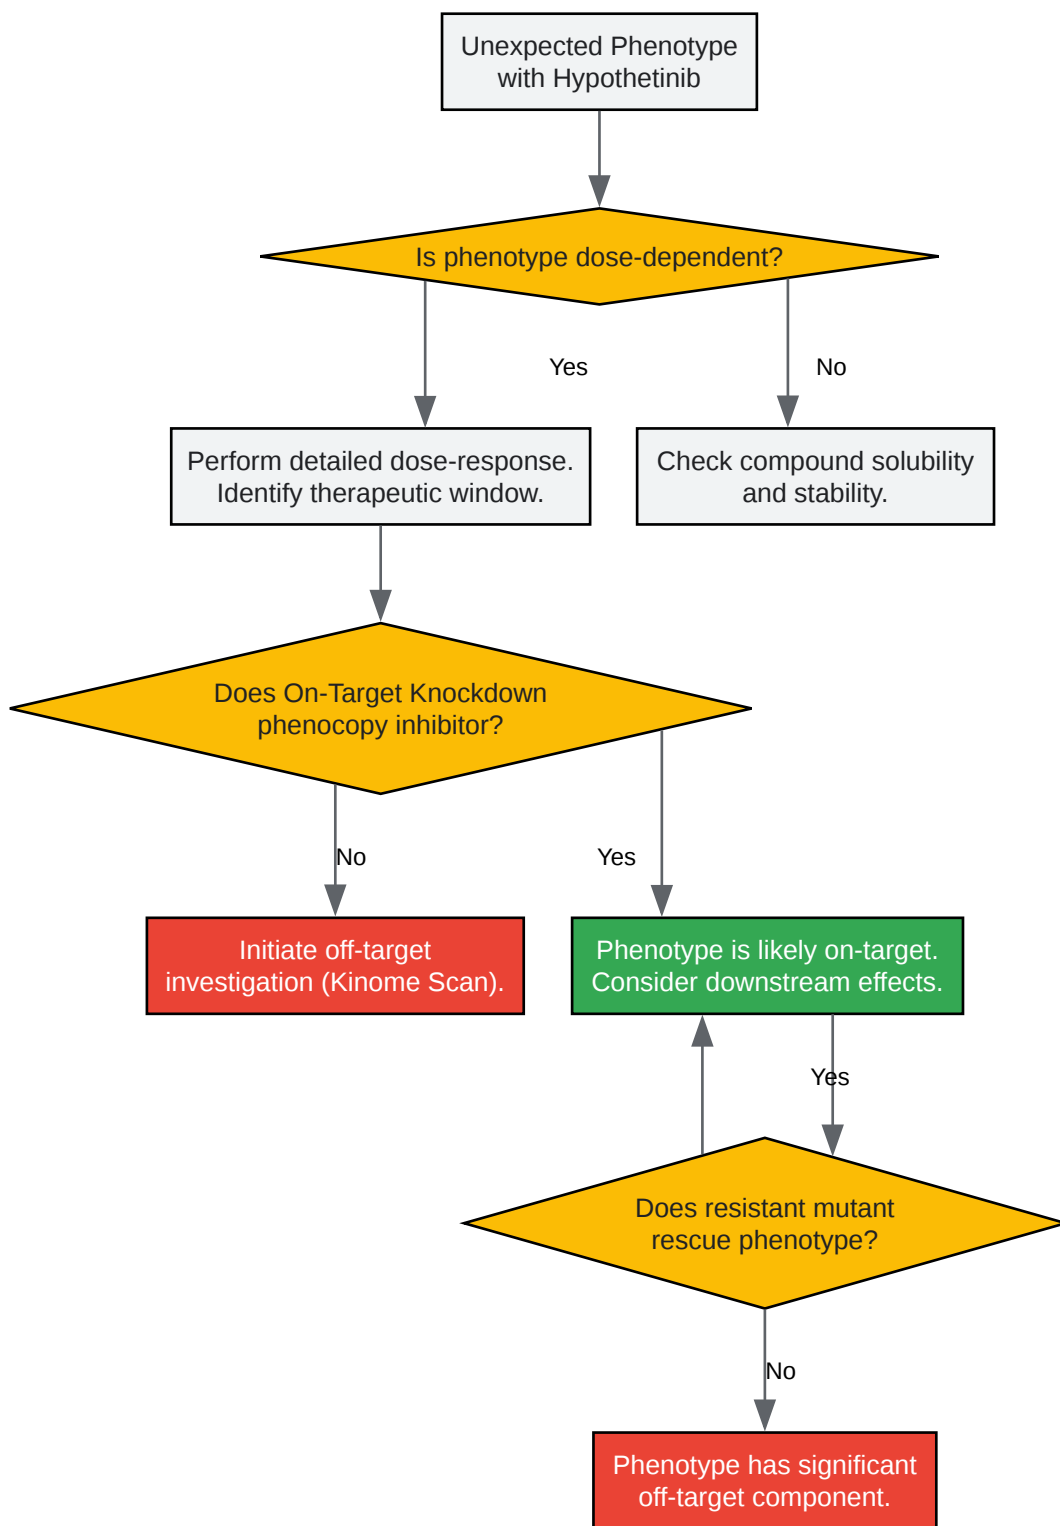 Unexpected Phenotype
with Hypothetinib
Is phenotype dose-dependent?
Yes
No
Perform detailed dose-response.
Identify therapeutic window.
Check compound solubility
and stability.
Does On-Target Knockdown
phenocopy inhibitor?
No
Yes
Initiate off-target
investigation (Kinome Scan).
Phenotype is likely on-target.
Consider downstream effects.
Yes
Does resistant mutant
rescue phenotype?
No
Phenotype has significant
off-target component.